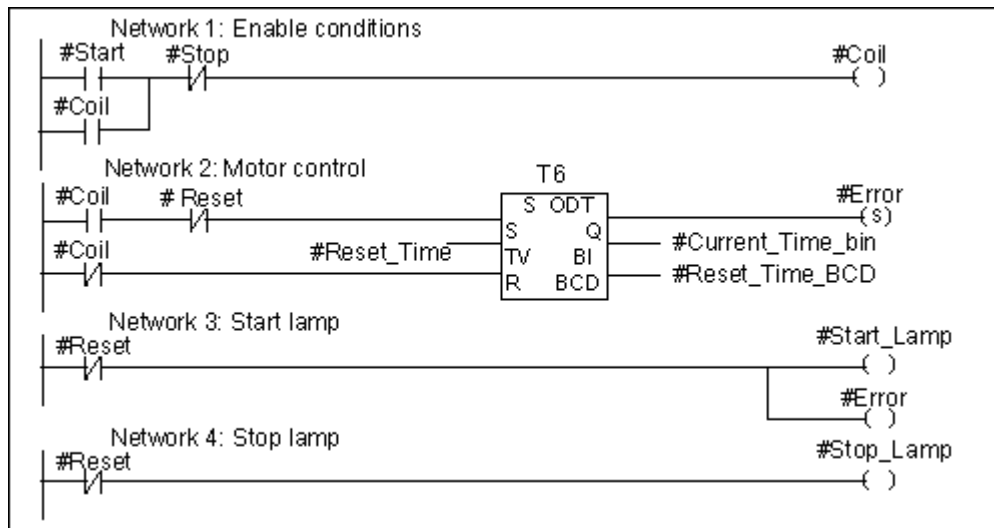 Network 1: Enable conditions
#Start #Stop #Coil
( )
#Coil
Network 2: Motor control
T6
#Coil # Reset S ODT #Error
(s)
S Q
#Coil #Reset_Time TV BI #Current_Time_bin
R BCD #Reset_Time_BCD
Network 3: Start lamp
#Reset #Start_Lamp
( )
#Error
( )
Network 4: Stop lamp
#Reset #Stop_Lamp
( )